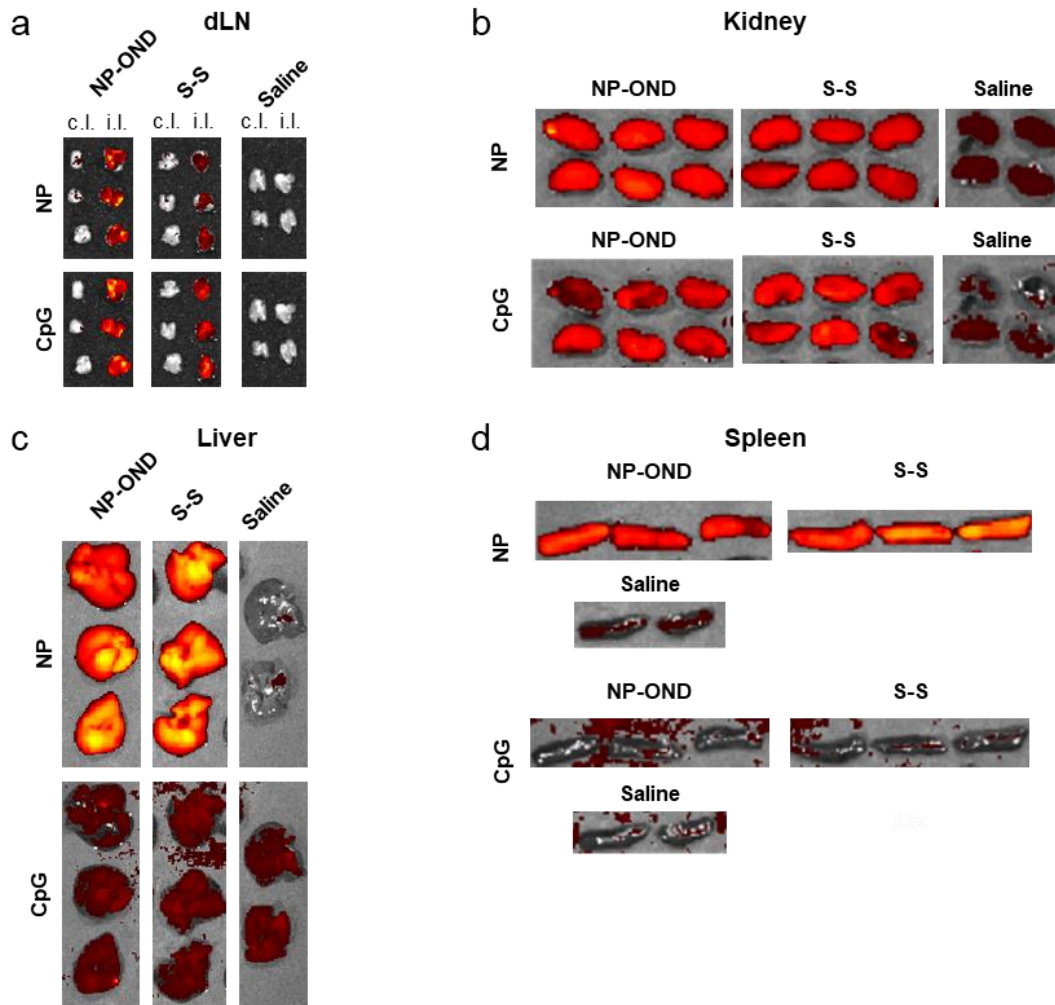 a dLN
NP-OND S-S Saline
c.l. i.l. c.l. i.l. c.l. i.l.
NP
CpG
b Kidney
NP-OND S-S Saline
NP
NP-OND S-S Saline
CpG
c Liver
NP-OND S-S Saline
NP
CpG
d Spleen
NP-OND S-S
NP
Saline
NP-OND S-S
CpG
Saline